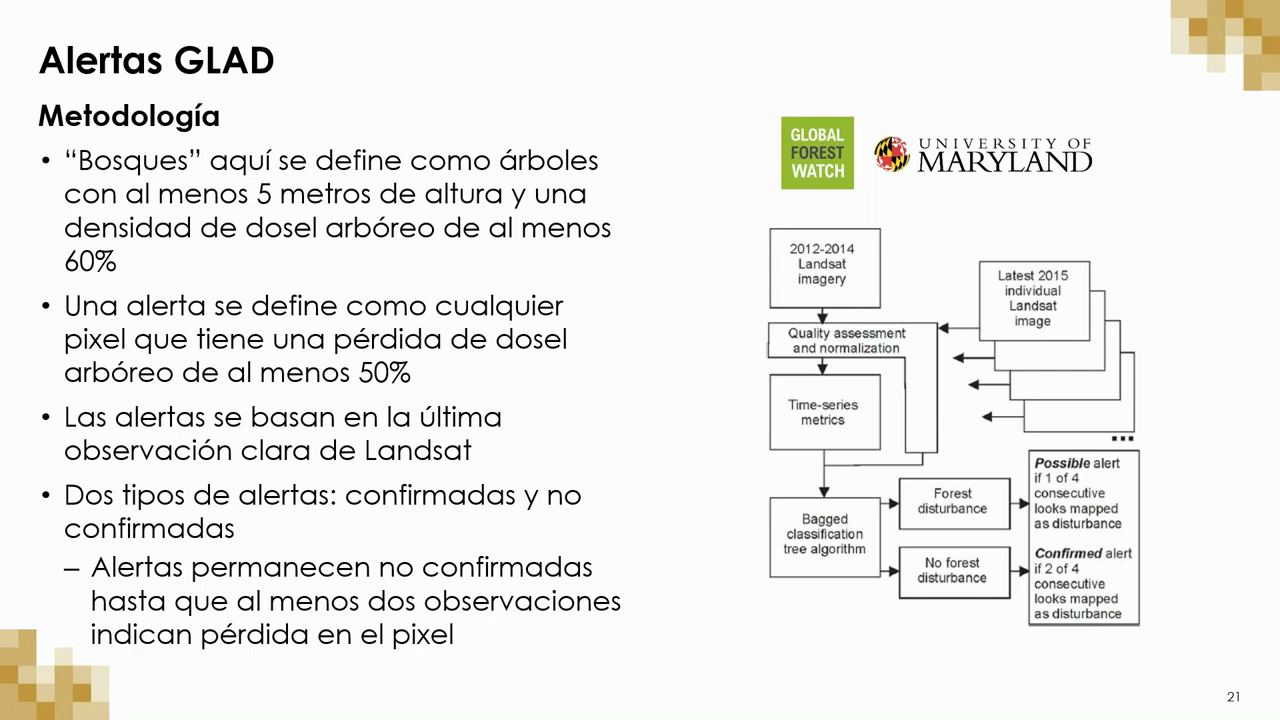 Alertas GLAD
Metodología
• “Bosques” aquí se define como árboles
con al menos 5 metros de altura y una
densidad de dosel arbóreo de al menos
60%
• Una alerta se define como cualquier
pixel que tiene una pérdida de dosel
arbóreo de al menos 50%
• Las alertas se basan en la última
observación clara de Landsat
• Dos tipos de alertas: confirmadas y no
confirmadas
– Alertas permanecen no confirmadas
hasta que al menos dos observaciones
indican pérdida en el pixel
GLOBAL
FOREST
WATCH
UNIVERSITY OF
MARYLAND
2012-2014
Landsat
imagery
Latest 2015
individual
Landsat
image
Quality assessment
and normalization
Time-series
metrics
...
Bagged
classification
tree algorithm
Forest
disturbance
No forest
disturbance
Possible alert
if 1 of 4
consecutive
looks mapped
as disturbance
Confirmed alert
if 2 of 4
consecutive
looks mapped
as disturbance
21